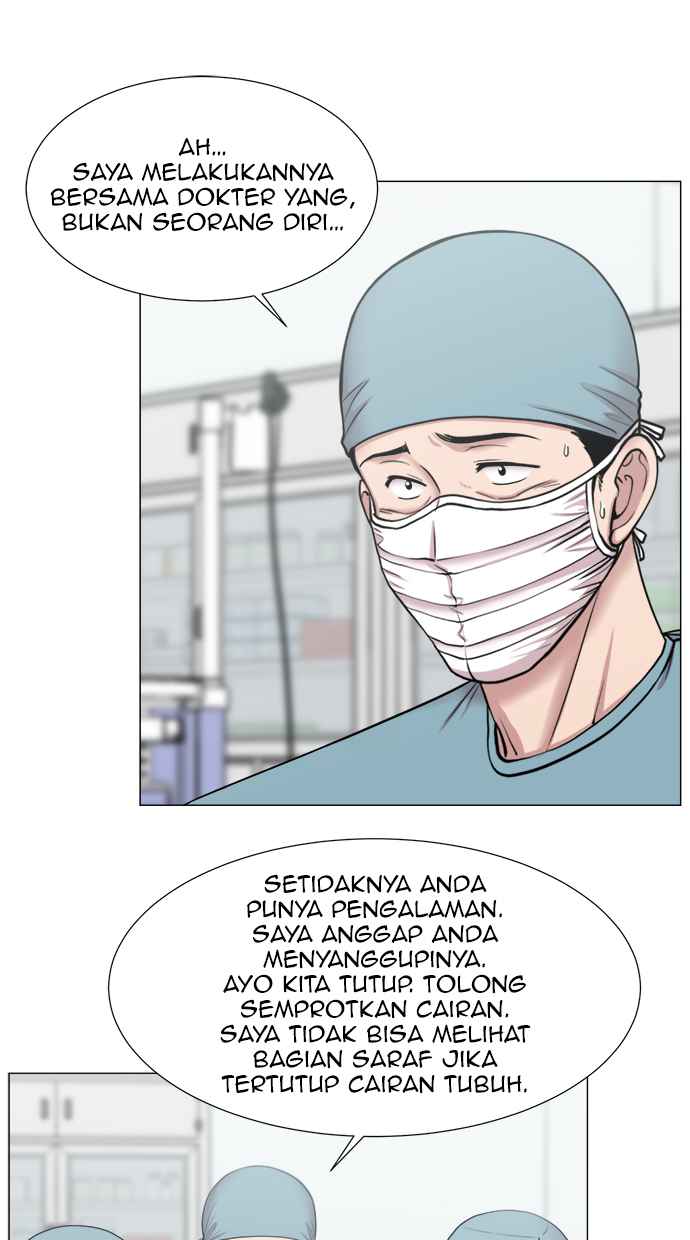 AH...
SAYA MELAKUKANNYA
BERSAMA DOKTER YANG,
BUKAN SEORANG DIRI...
SETIDAKNYA ANDA
PUNYA PENGALAMAN.
SAYA ANGGAP ANDA
MENYANGGUPINYA.
AYO KITA TUTUP. TOLONG
SEMPROTKAN CAIRAN.
SAYA TIDAK BISA MELIHAT
BAGIAN SARAF JIKA
TERTUTUP CAIRAN TUBUH.